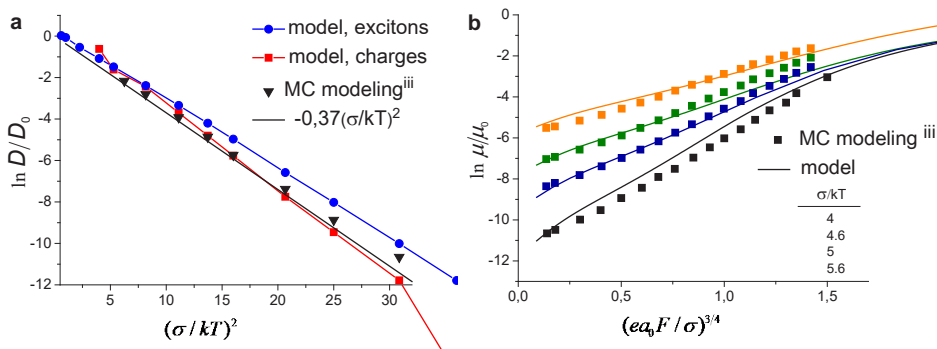 a
model, excitons
model, charges
MC modeling iii
-0,37(σ/kT)²
ln D/D₀
0
-2
-4
-6
-8
-10
-12
5 10 15 20 25 30
(σ/kT)²
b
ln μ/μ₀
0
-2
-4
-6
-8
-10
-12
MC modeling iii
model
σ/kT
4
4.6
5
5.6
0,0 0,5 1,0 1,5
(ea₀F/σ)^3/4